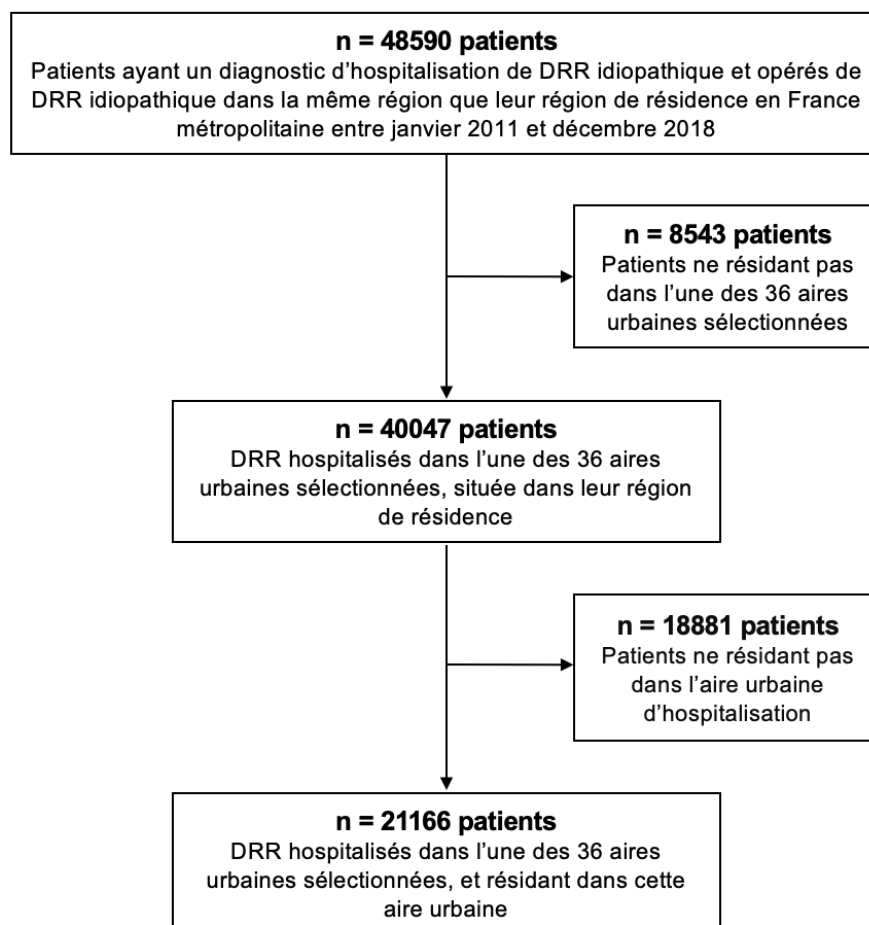 n = 48590 patients
Patients ayant un diagnostic d’hospitalisation de DRR idiopathique et opérés de
DRR idiopathique dans la même région que leur région de résidence en France
métropolitaine entre janvier 2011 et décembre 2018
n = 8543 patients
Patients ne résidant pas
dans l’une des 36 aires
urbaines sélectionnées
n = 40047 patients
DRR hospitalisés dans l’une des 36 aires
urbaines sélectionnées, située dans leur région
de résidence
n = 18881 patients
Patients ne résidant pas
dans l’aire urbaine
d’hospitalisation
n = 21166 patients
DRR hospitalisés dans l’une des 36 aires
urbaines sélectionnées, et résidant dans cette
aire urbaine